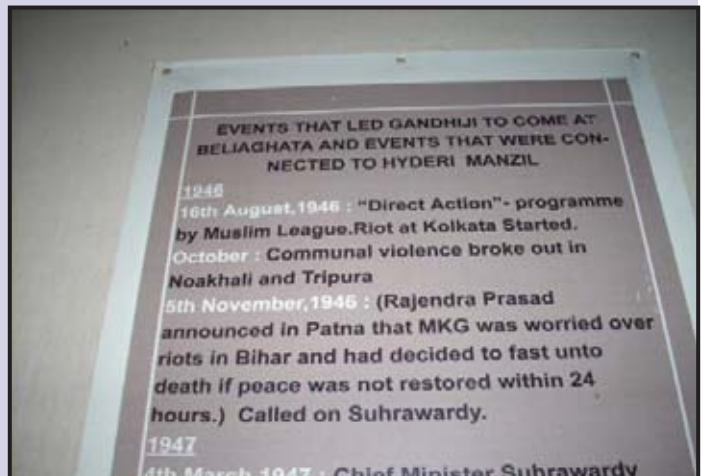 EVENTS THAT LED GANDHIJI TO COME AT
BELIAGHATA AND EVENTS THAT WERE CON-
NECTED TO HYDERI MANZIL
1946
16th August,1946 : "Direct Action"- programme
by Muslim League.Riot at Kolkata Started.
October : Communal violence broke out in
Noakhali and Tripura
5th November,1946 : (Rajendra Prasad
announced in Patna that MKG was worried over
riots in Bihar and had decided to fast unto
death if peace was not restored within 24
hours.) Called on Suhrawardy.
1947
4th March 1947 : Chief Minister Suhrawardy